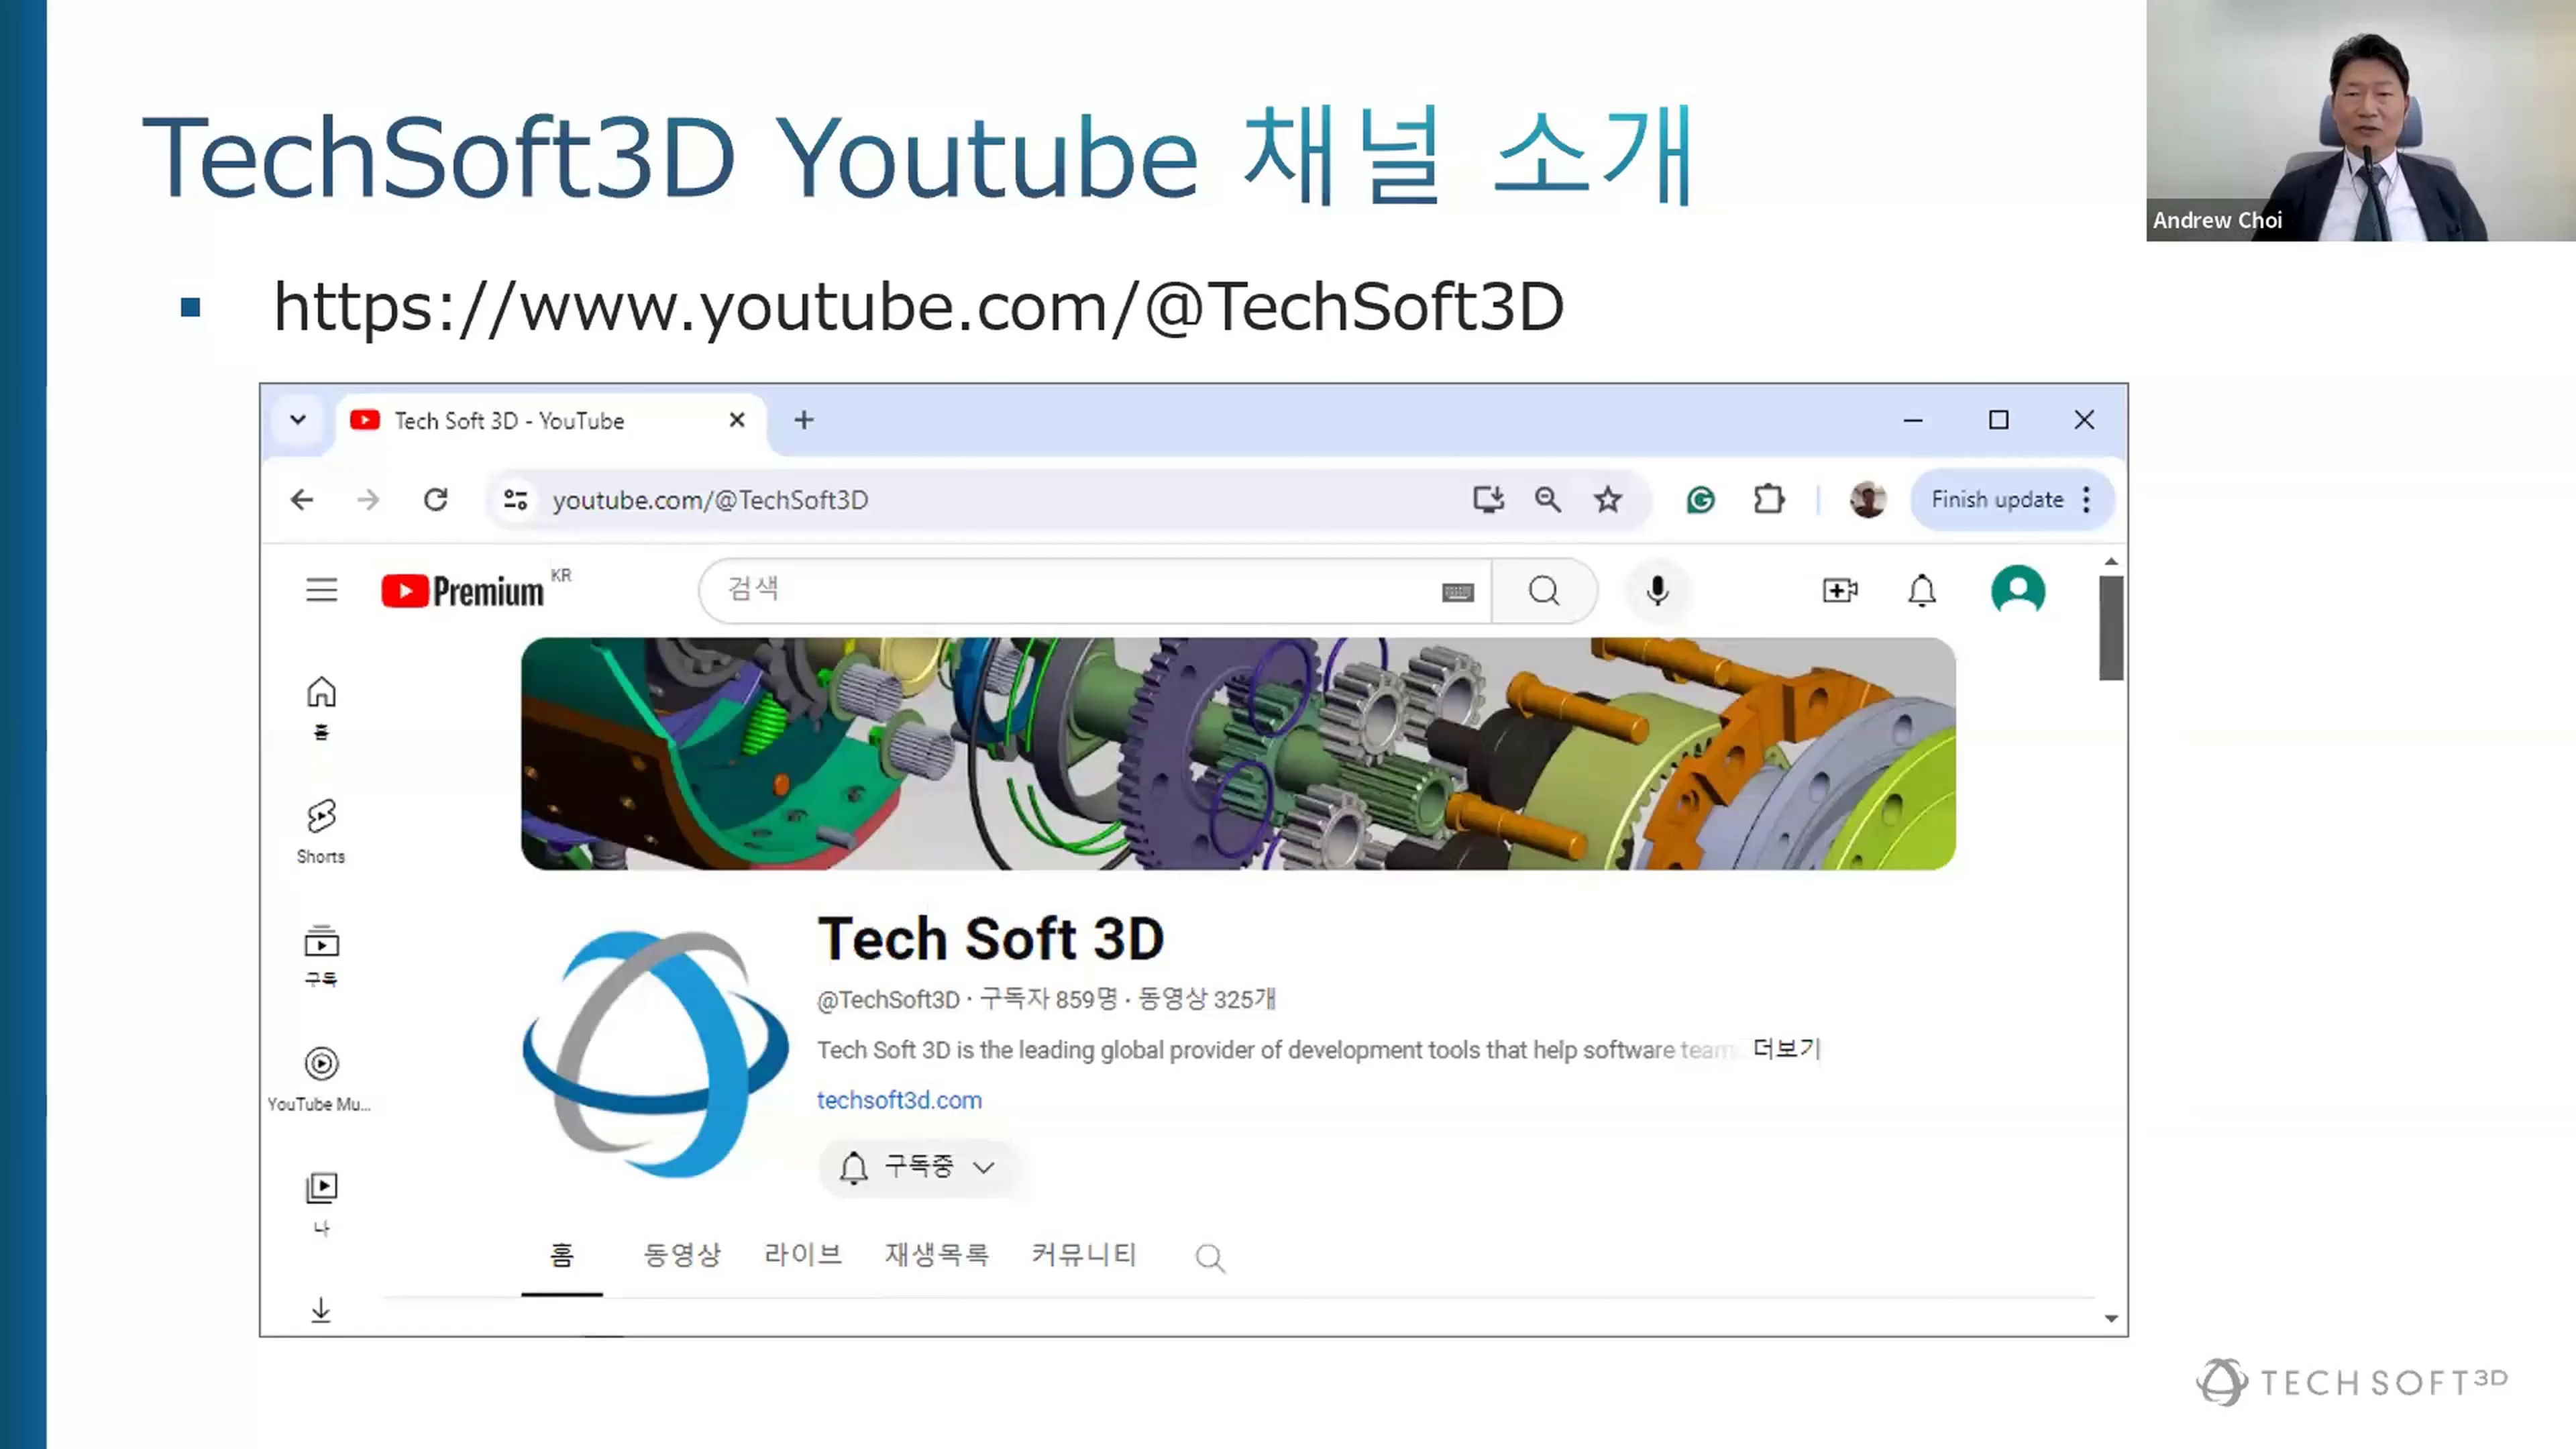 TechSoft3D Youtube 채널 소개
Andrew Choi
https://www.youtube.com/@TechSoft3D
Tech Soft 3D - YouTube
youtube.com/@TechSoft3D
Finish update
Premium KR
검색
홈
Shorts
구독
YouTube Mu...
나
Tech Soft 3D
@TechSoft3D · 구독자 859명 · 동영상 325개
Tech Soft 3D is the leading global provider of development tools that help software team 더보기
techsoft3d.com
구독중
홈 동영상 라이브 재생목록 커뮤니티
TECH SOFT 3D